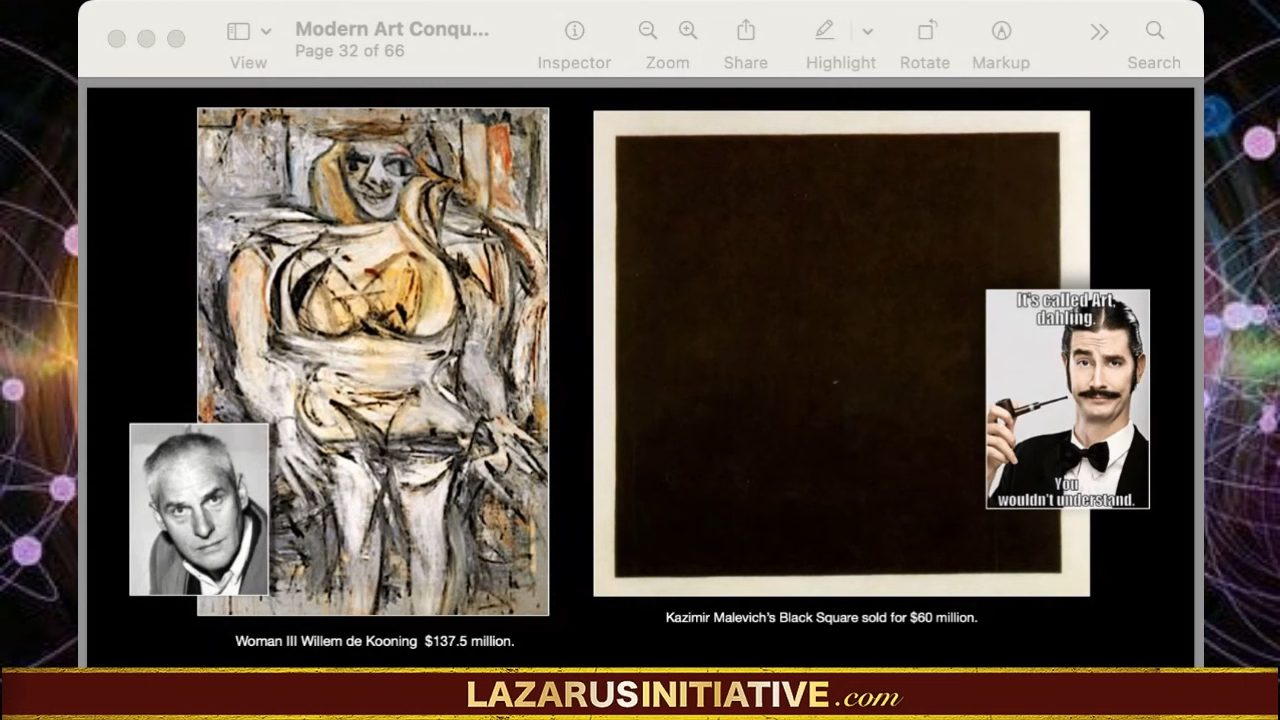 Modern Art Conqu...
Page 32 of 66
View
Inspector
Zoom
Share
Highlight
Rotate
Markup
Search
It's called Art,
dahling.
You
wouldn't understand.
Kazimir Malevich's Black Square sold for $60 million.
Woman III Willem de Kooning $137.5 million.
LAZARUSINITIATIVE.com